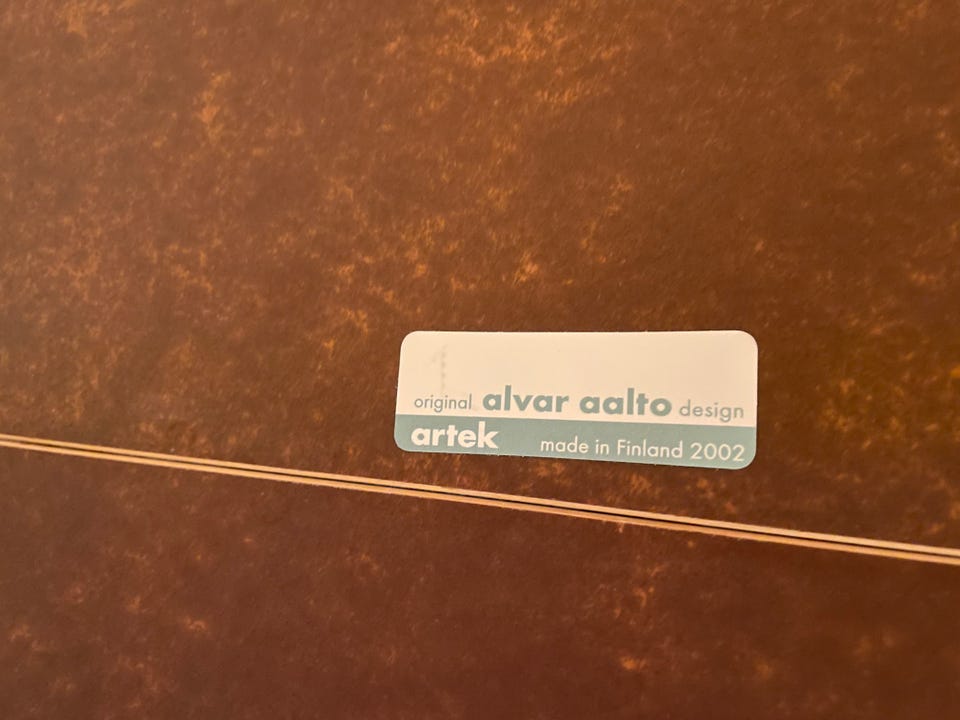 original alvar aalto design
artek made in Finland 2002